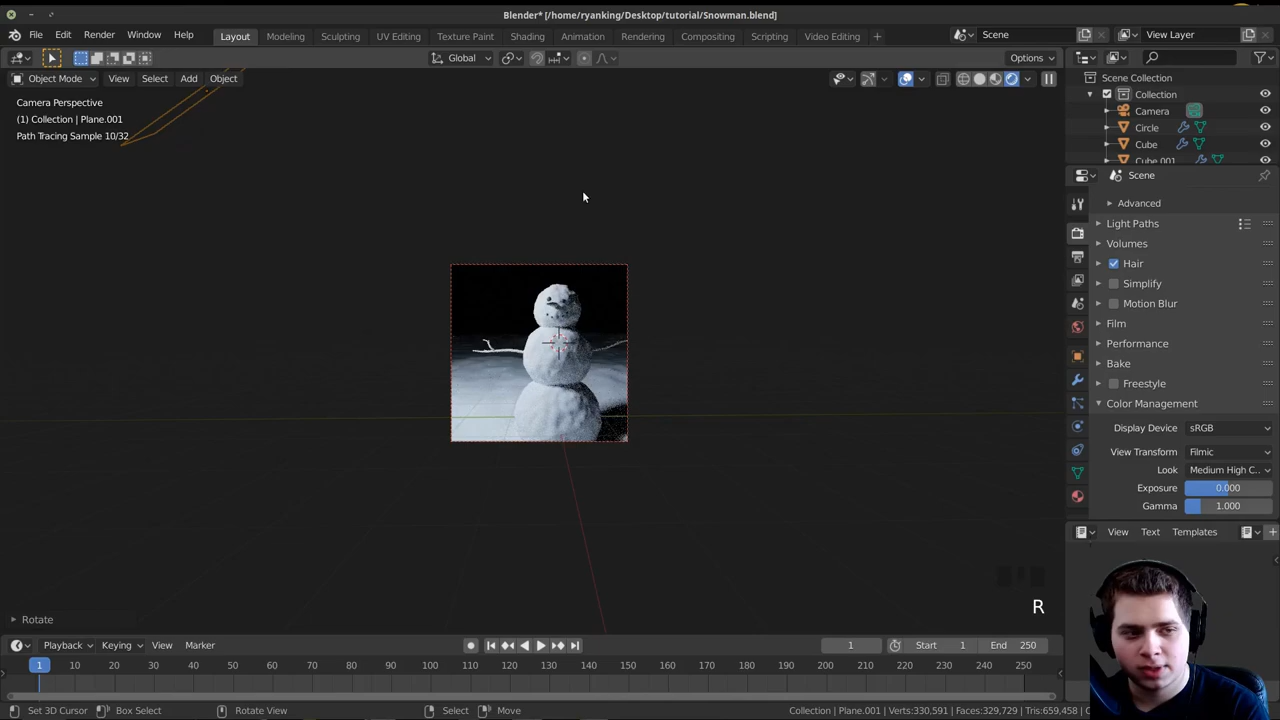 Blender* [/home/ryanking/Desktop/tutorial/Snowman.blend]
File Edit Render Window Help Layout Modeling Sculpting UV Editing Texture Paint Shading Animation Rendering Compositing Scripting Video Editing + Scene View Layer
Global Options
Object Mode View Select Add Object
Camera Perspective
(1) Collection | Plane.001
Path Tracing Sample 10/32
Scene Collection
Collection
Camera
Circle
Cube
Cube.001
Scene
Advanced
Light Paths
Volumes
Hair
Simplify
Motion Blur
Film
Performance
Bake
Freestyle
Color Management
Display Device sRGB
View Transform Filmic
Look Medium High C..
Exposure 0.000
Gamma 1.000
View Text Templates
R
Rotate
Playback Keying View Marker 1 Start 1 End 250
1 10 20 30 40 50 60 70 80 90 100 110 120 130 140 150 160 170 180 190 200 210 220 230 240 250
Set 3D Cursor Box Select Rotate View Select Move Collection | Plane.001 | Verts:330,591 | Faces:329,729 | Tris:659,458 |